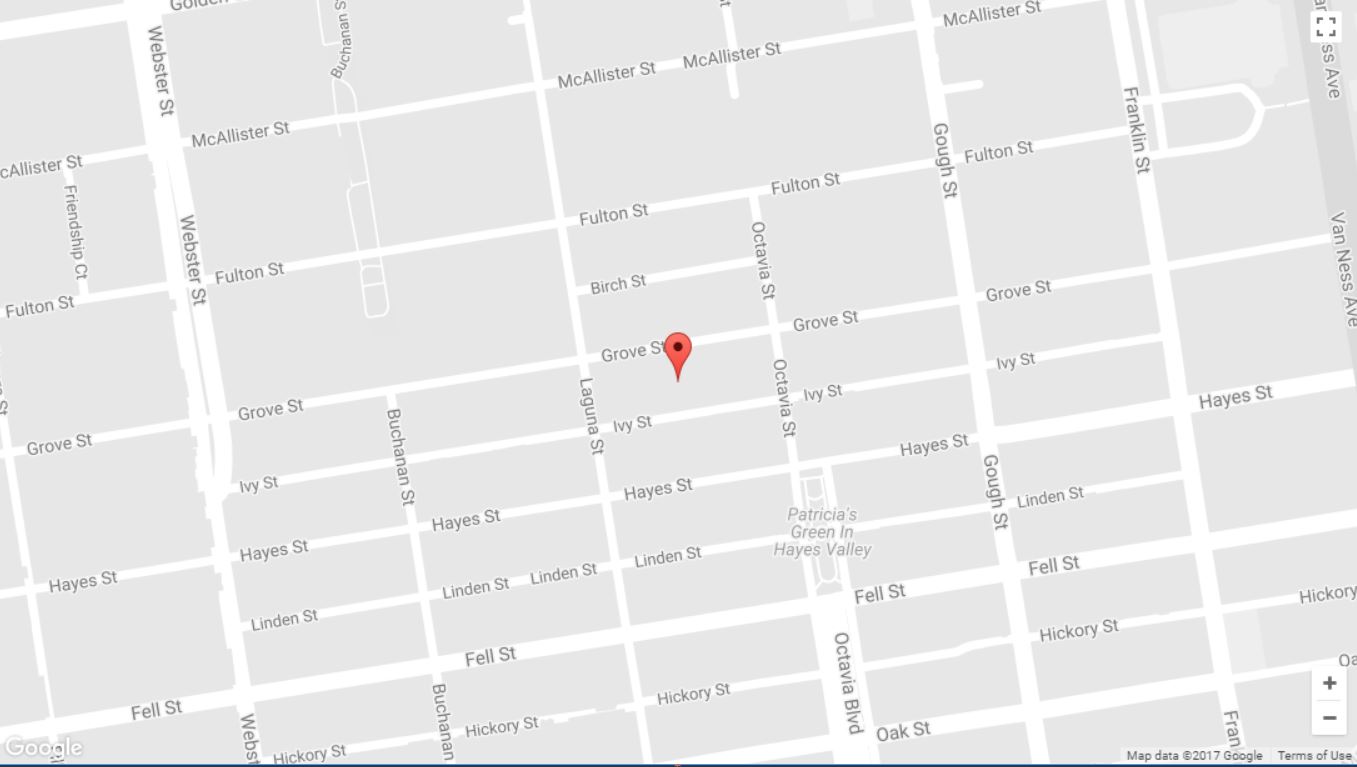 Golden
McAllister St
Webster St
Buchanan S
McAllister St
McAllister St
McAllister St
cAllister St
Friendship Ct
Webster St
Fulton St
Fulton St
Fulton St
Fulton St
Fulton St
Gough St
Franklin St
ss Ave
Van Ness Ave
Birch St
Octavia St
Grove St
Grove St
Grove St
Grove St
Grove St
Laguna St
Octavia St
Ivy St
Ivy St
Ivy St
Ivy St
Buchanan St
Hayes St
Hayes St
Hayes St
Hayes St
Hayes St
Gough St
Linden St
Patricia's
Green In
Hayes Valley
Linden St
Linden St
Linden St
Linden St
Fell St
Fell St
Fell St
Fell St
Hickory
Hickory St
Hickory St
Hickory St
Hickory St
Octavia Blvd
Oak St
Oa
Buchanan
Webst
Fran
+
−
Google
Map data ©2017 Google
Terms of Use